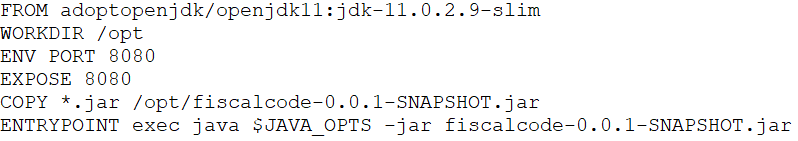 FROM adoptopenjdk/openjdk11:jdk-11.0.2.9-slim
WORKDIR /opt
ENV PORT 8080
EXPOSE 8080
COPY *.jar /opt/fiscalcode-0.0.1-SNAPSHOT.jar
ENTRYPOINT exec java $JAVA_OPTS -jar fiscalcode-0.0.1-SNAPSHOT.jar